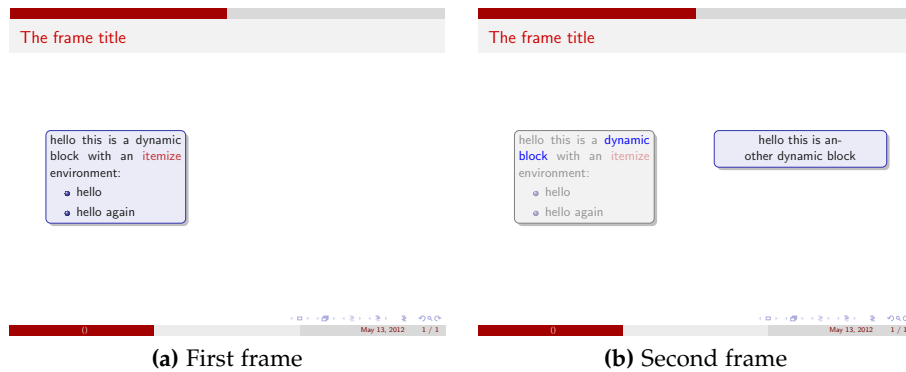 The frame title
hello this is a dynamic
block with an itemize
environment:
hello
hello again
()
May 13, 2012
1 / 1
(a) First frame
The frame title
hello this is a dynamic
block with an itemize
environment:
hello
hello again
hello this is an-
other dynamic block
()
May 13, 2012
1 / 1
(b) Second frame